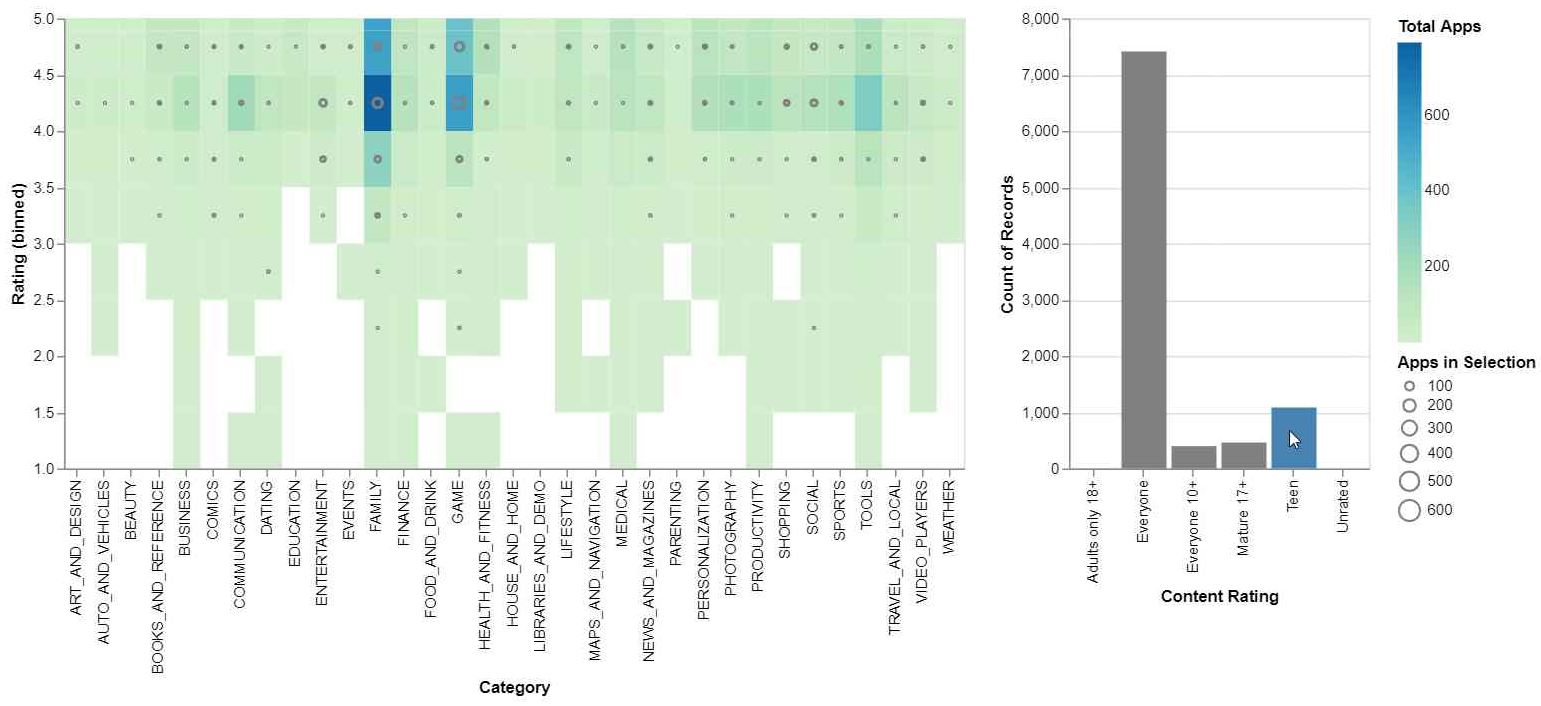 Rating (binned)
5.0
4.5
4.0
3.5
3.0
2.5
2.0
1.5
1.0
ART_AND_DESIGN
AUTO_AND_VEHICLES
BEAUTY
BOOKS_AND_REFERENCE
BUSINESS
COMICS
COMMUNICATION
DATING
EDUCATION
ENTERTAINMENT
EVENTS
FAMILY
FINANCE
FOOD_AND_DRINK
GAME
HEALTH_AND_FITNESS
HOUSE_AND_HOME
LIBRARIES_AND_DEMO
LIFESTYLE
MAPS_AND_NAVIGATION
MEDICAL
NEWS_AND_MAGAZINES
PARENTING
PERSONALIZATION
PHOTOGRAPHY
PRODUCTIVITY
SHOPPING
SOCIAL
SPORTS
TOOLS
TRAVEL_AND_LOCAL
VIDEO_PLAYERS
WEATHER
Category
Count of Records
8,000
7,000
6,000
5,000
4,000
3,000
2,000
1,000
0
Adults only 18+
Everyone
Everyone 10+
Mature 17+
Teen
Unrated
Content Rating
Total Apps
600
400
200
Apps in Selection
100
200
300
400
500
600